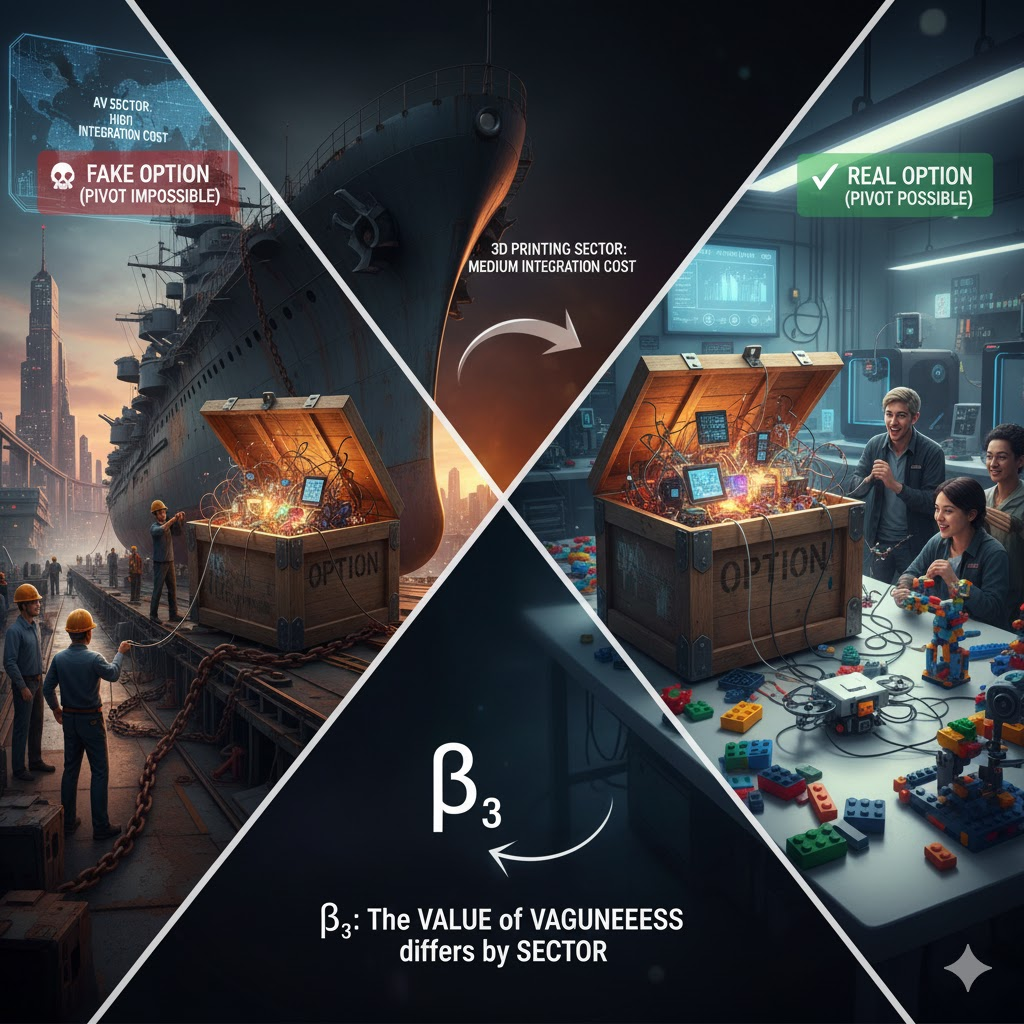 AV SECTOR:
HIGH
INTEGRATION COST
FAKE OPTION
(PIVOT IMPOSSIBLE)
3D PRINTING SECTOR:
MEDIUM INTEGRATION COST
REAL OPTION
(PIVOT POSSIBLE)
OPTION
OPTION
β₃
β₃: The VALUE of VAGUNEEESS
differs by SECTOR